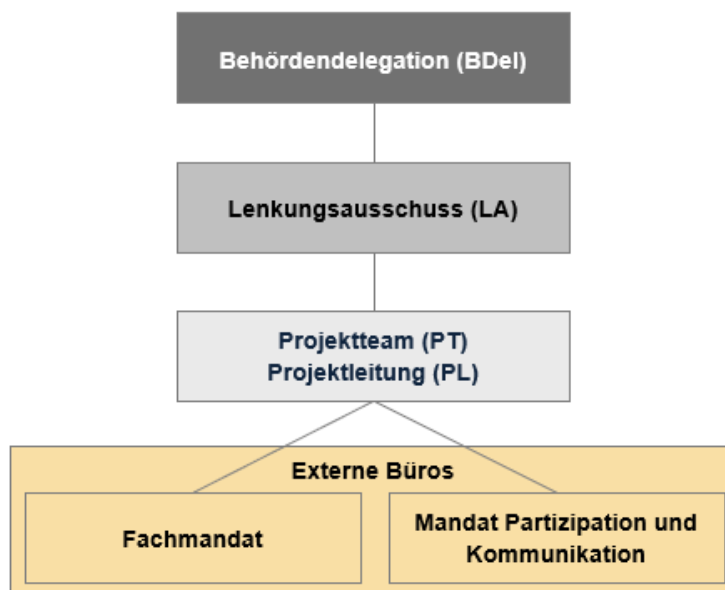 Behördendelegation (BDel)
Lenkungsausschuss (LA)
Projektteam (PT)
Projektleitung (PL)
Externe Büros
Fachmandat
Mandat Partizipation und
Kommunikation